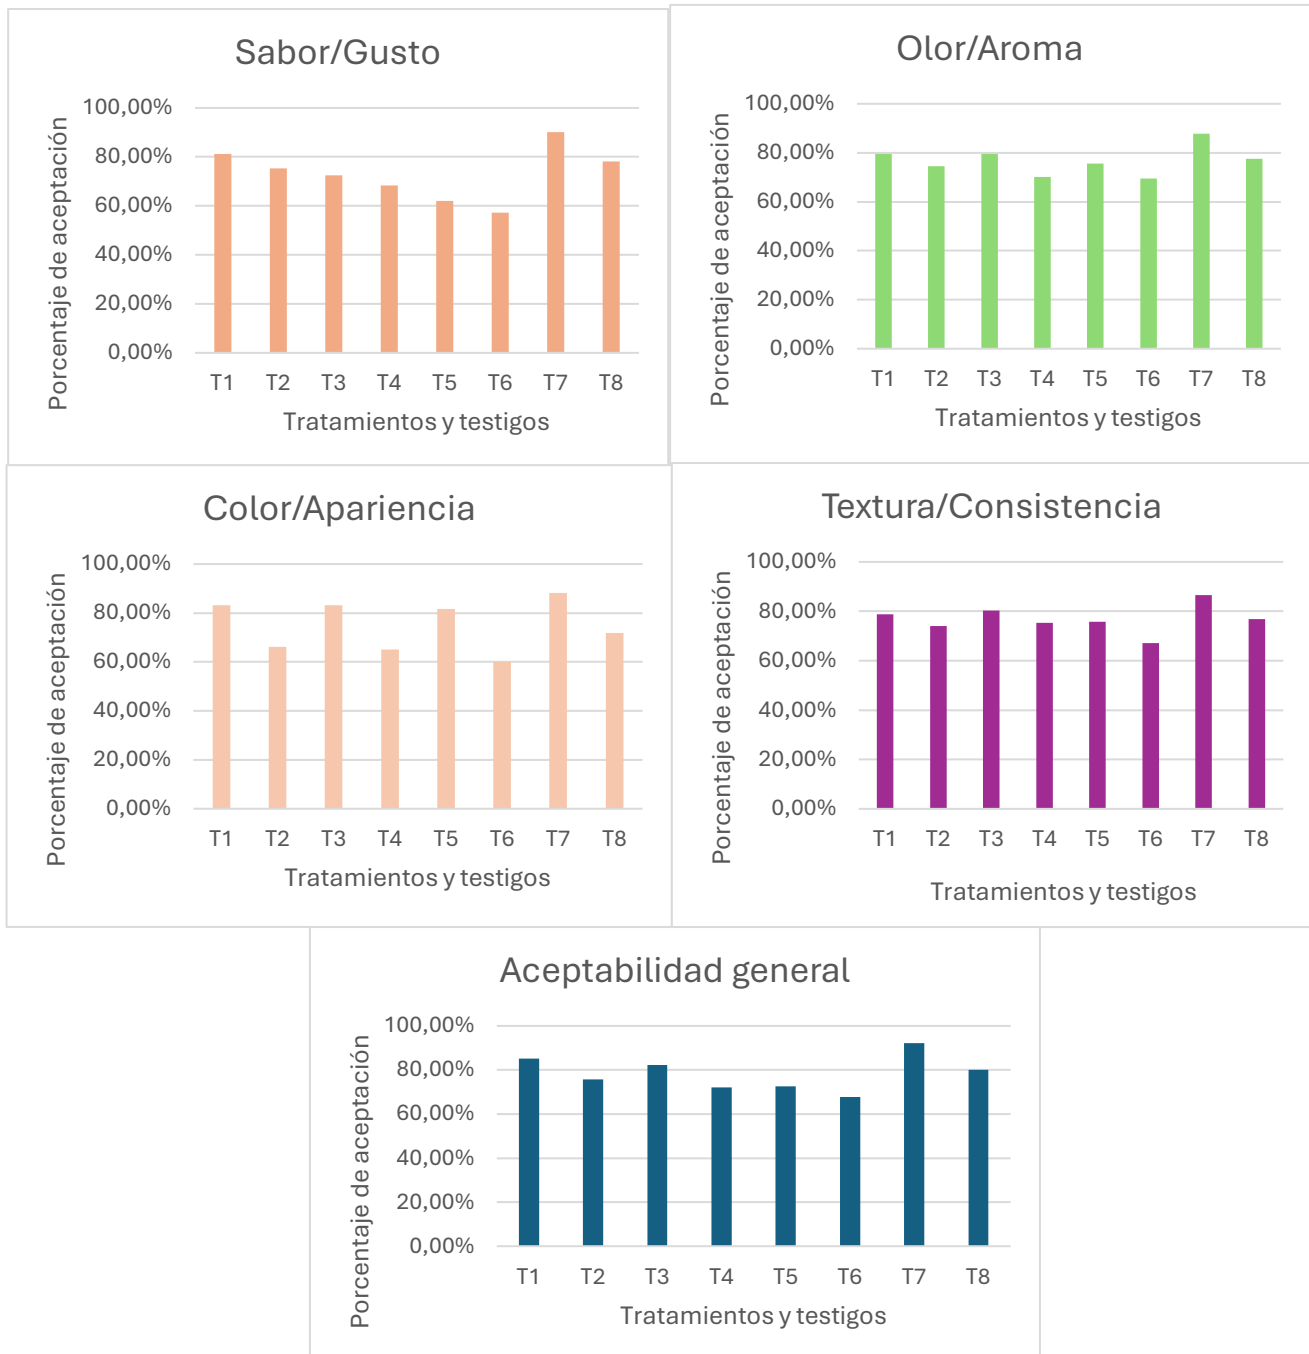 Sabor/Gusto
Porcentaje de aceptación
100,00%
80,00%
60,00%
40,00%
20,00%
0,00%
T1 T2 T3 T4 T5 T6 T7 T8
Tratamientos y testigos
Olor/Aroma
Porcentaje de aceptación
100,00%
80,00%
60,00%
40,00%
20,00%
0,00%
T1 T2 T3 T4 T5 T6 T7 T8
Tratamientos y testigos
Color/Apariencia
Porcentaje de aceptación
100,00%
80,00%
60,00%
40,00%
20,00%
0,00%
T1 T2 T3 T4 T5 T6 T7 T8
Tratamientos y testigos
Textura/Consistencia
Porcentaje de aceptación
100,00%
80,00%
60,00%
40,00%
20,00%
0,00%
T1 T2 T3 T4 T5 T6 T7 T8
Tratamientos y testigos
Aceptabilidad general
Porcentaje de aceptación
100,00%
80,00%
60,00%
40,00%
20,00%
0,00%
T1 T2 T3 T4 T5 T6 T7 T8
Tratamientos y testigos